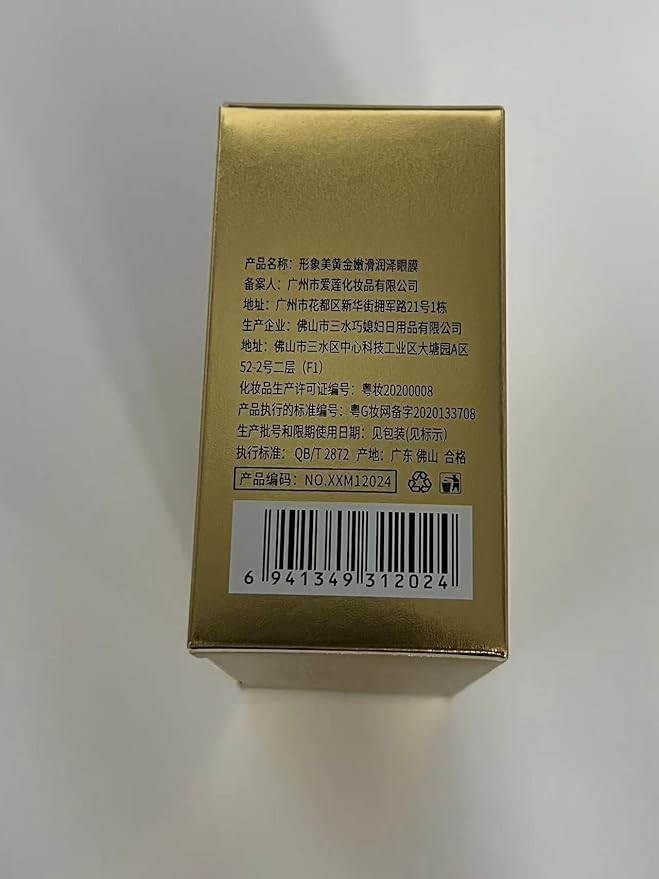 产品名称：形象美黄金嫩滑润泽眼膜
备案人：广州市爱莲化妆品有限公司
地址：广州市花都区新华街拥军路21号1栋
生产企业：佛山市三水巧媳妇日用品有限公司
地址：佛山市三水区中心科技工业区大塘园A区
52-2号二层（F1）
化妆品生产许可证编号：粤妆20200008
产品执行的标准编号：粤G妆网备字2020133708
生产批号和限期使用日期：见包装(见标示）
执行标准： QB/T 2872 产地：广东 佛山 合格
产品编码：NO.XXM12024
6 941349 312024